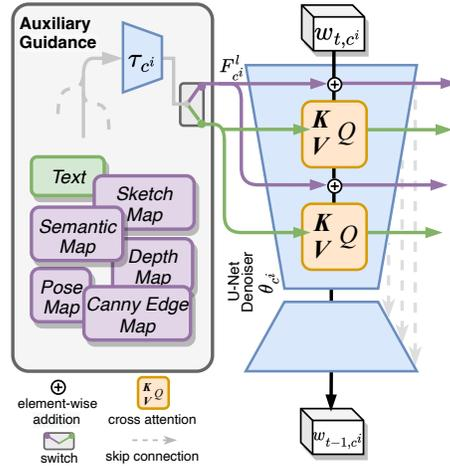 Auxiliary
Guidance
τ_{c^i}
F^l_{c^i}
w_{t,c^i}
K
V Q
K
V Q
Text
Sketch
Map
Semantic
Map
Depth
Map
Pose
Map
Canny Edge
Map
U-Net
Denoiser
θ_{c^i}
element-wise
addition
K
V Q
cross attention
switch
skip connection
w_{t-1,c^i}